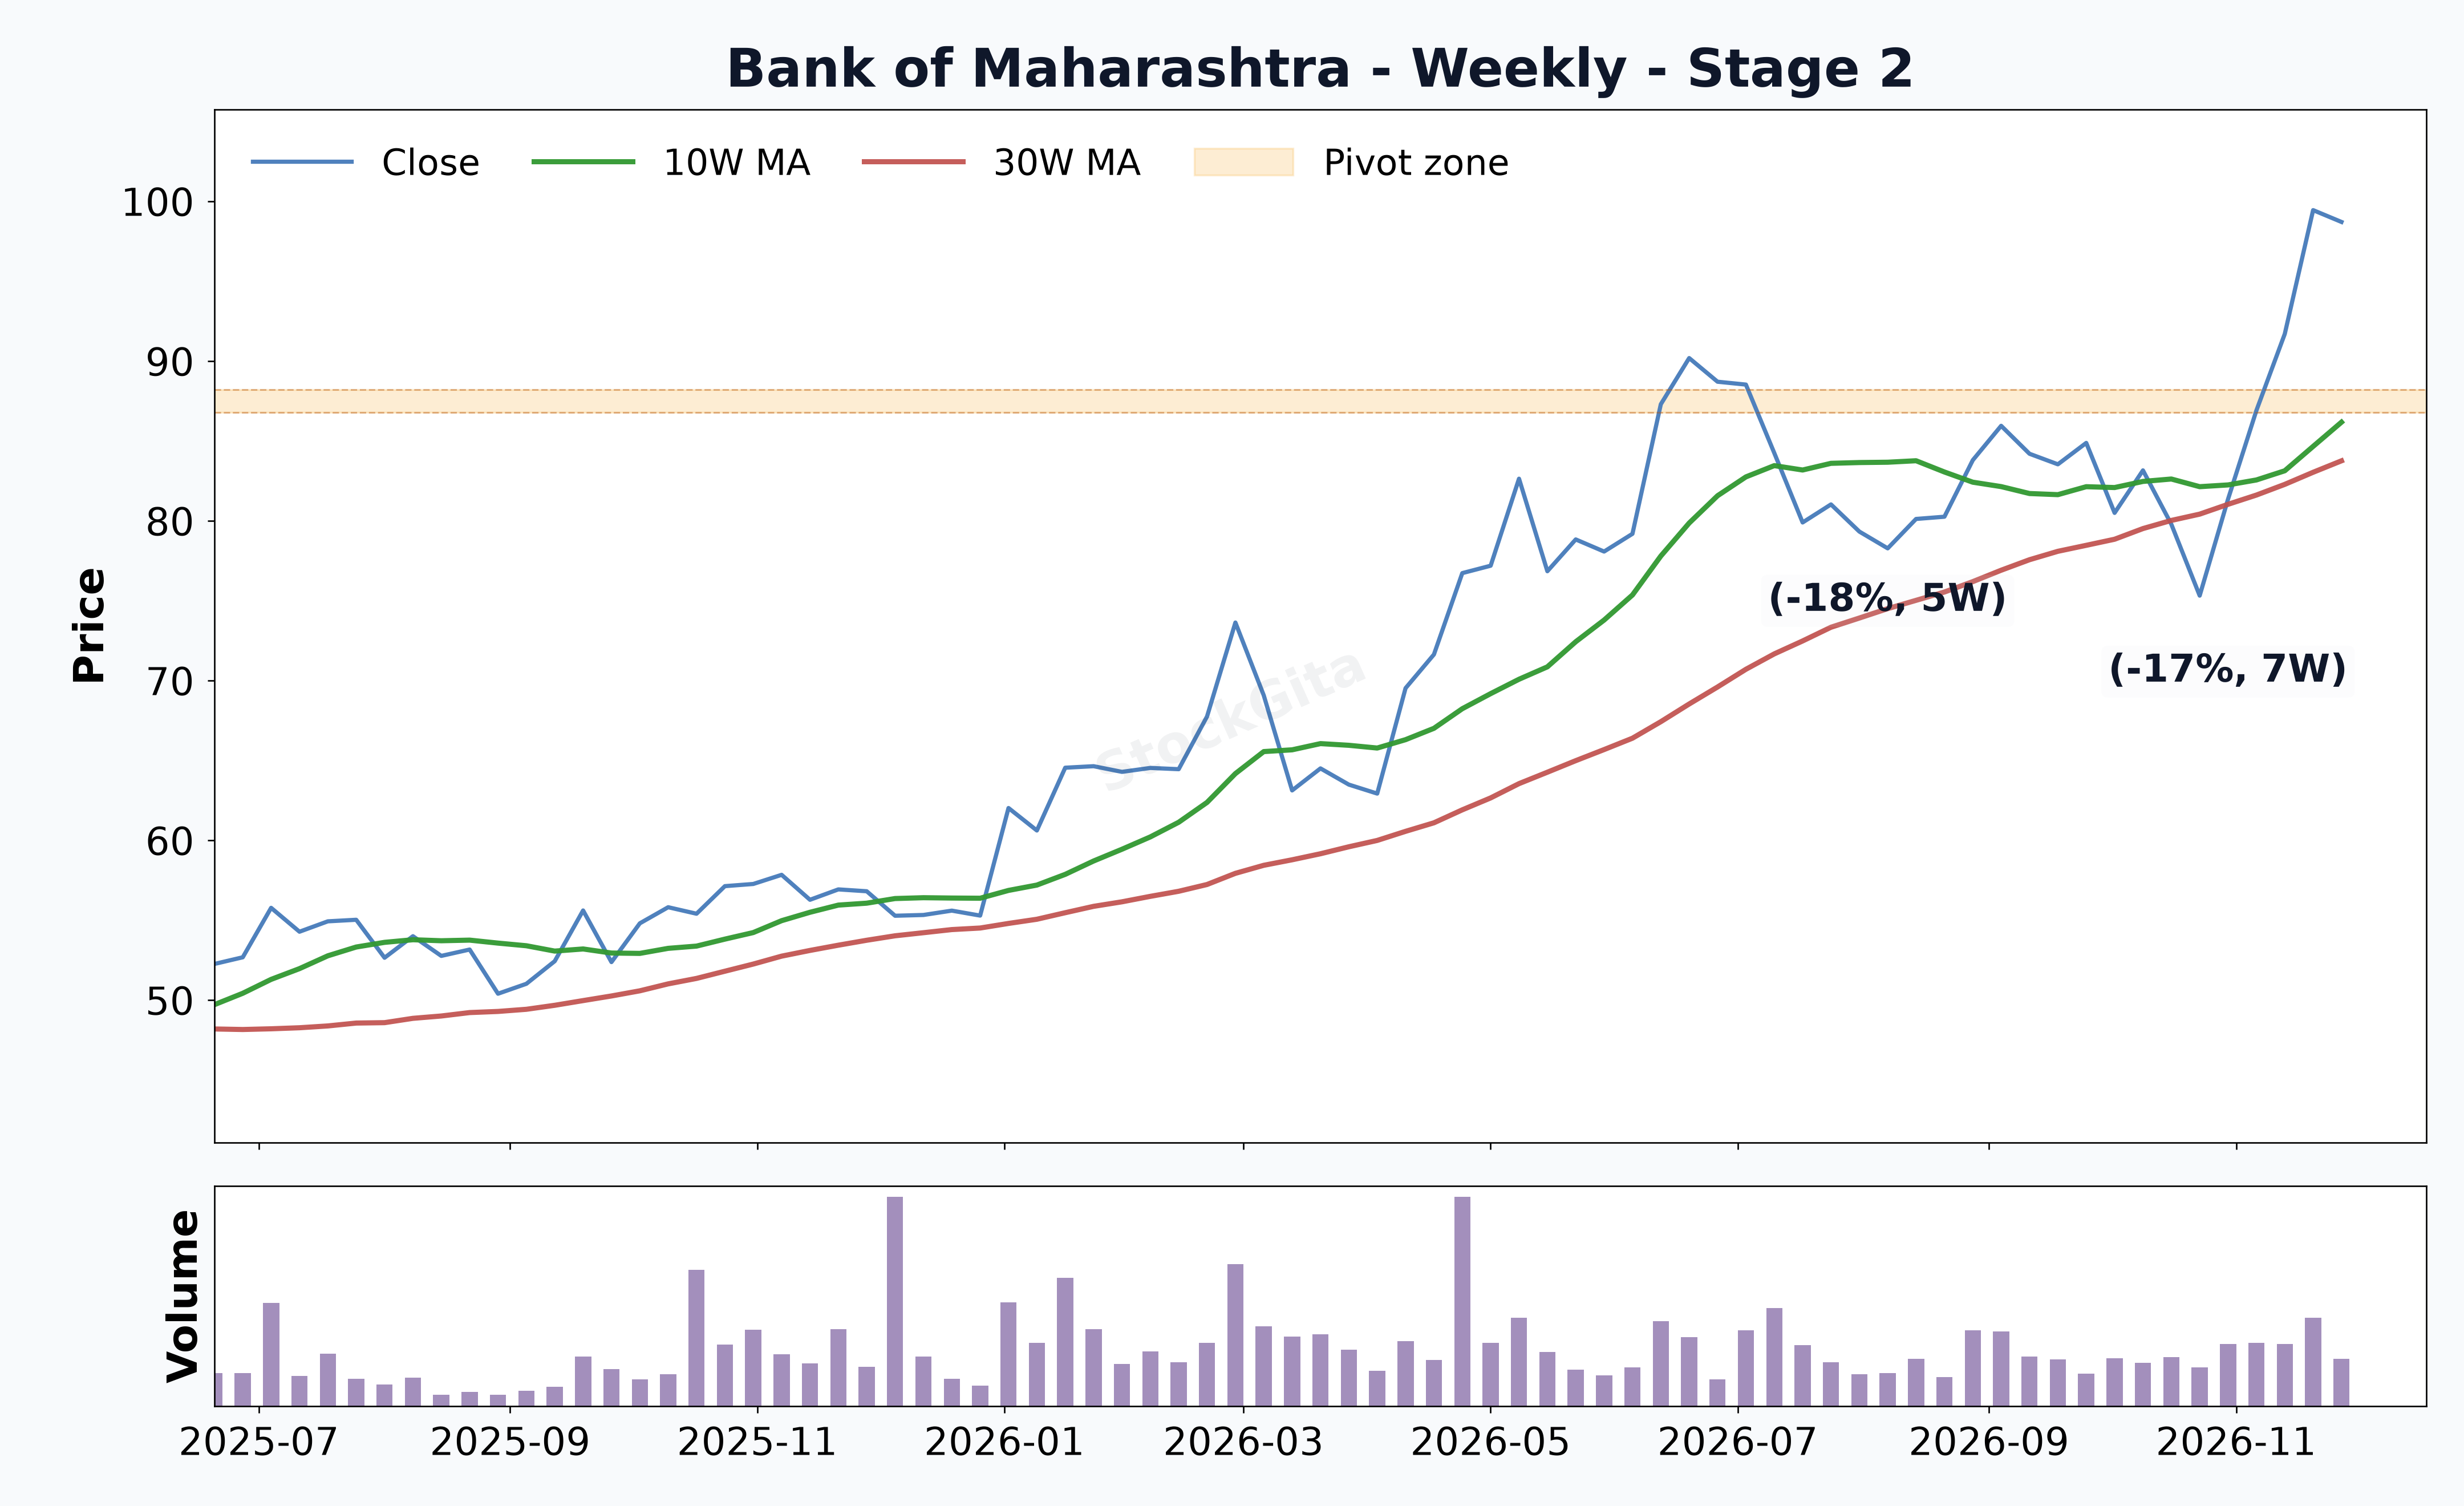 Bank of Maharashtra - Weekly - Stage 2
Close
10W MA
30W MA
Pivot zone
Price
100
90
80
70
60
50
(-18%, 5W)
(-17%, 7W)
StockGita
Volume
2025-07
2025-09
2025-11
2026-01
2026-03
2026-05
2026-07
2026-09
2026-11